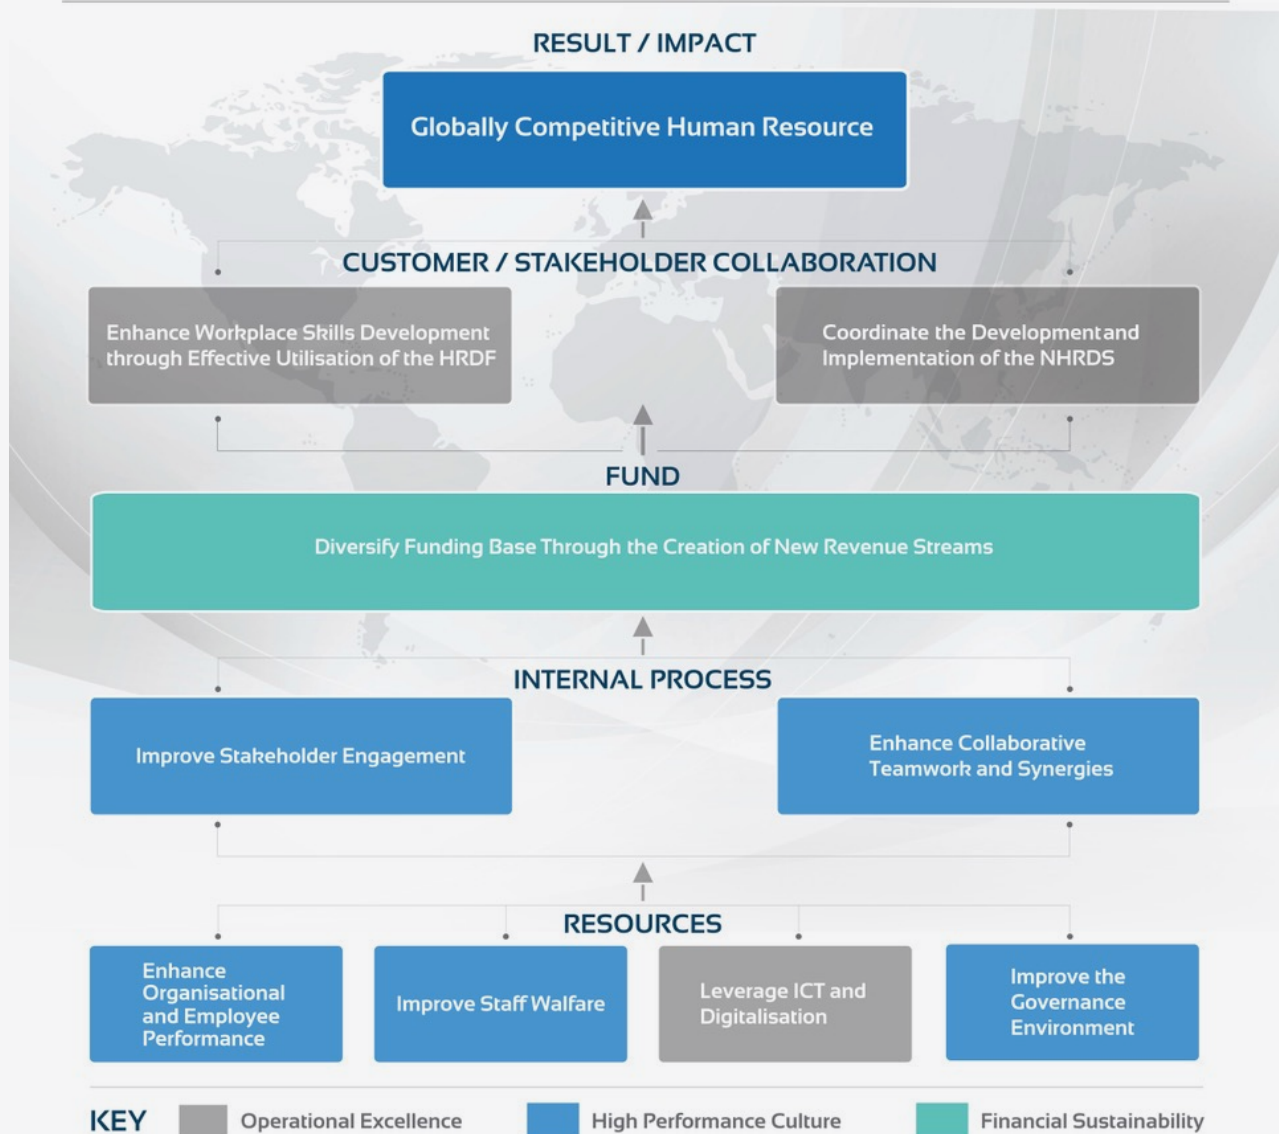 RESULT / IMPACT
Globally Competitive Human Resource
CUSTOMER / STAKEHOLDER COLLABORATION
Enhance Workplace Skills Development
through Effective Utilisation of the HRDF
Coordinate the Development and
Implementation of the NHRDS
FUND
Diversify Funding Base Through the Creation of New Revenue Streams
INTERNAL PROCESS
Improve Stakeholder Engagement
Enhance Collaborative
Teamwork and Synergies
RESOURCES
Enhance
Organisational
and Employee
Performance
Improve Staff Walfare
Leverage ICT and
Digitalisation
Improve the
Governance
Environment
KEY
Operational Excellence
High Performance Culture
Financial Sustainability